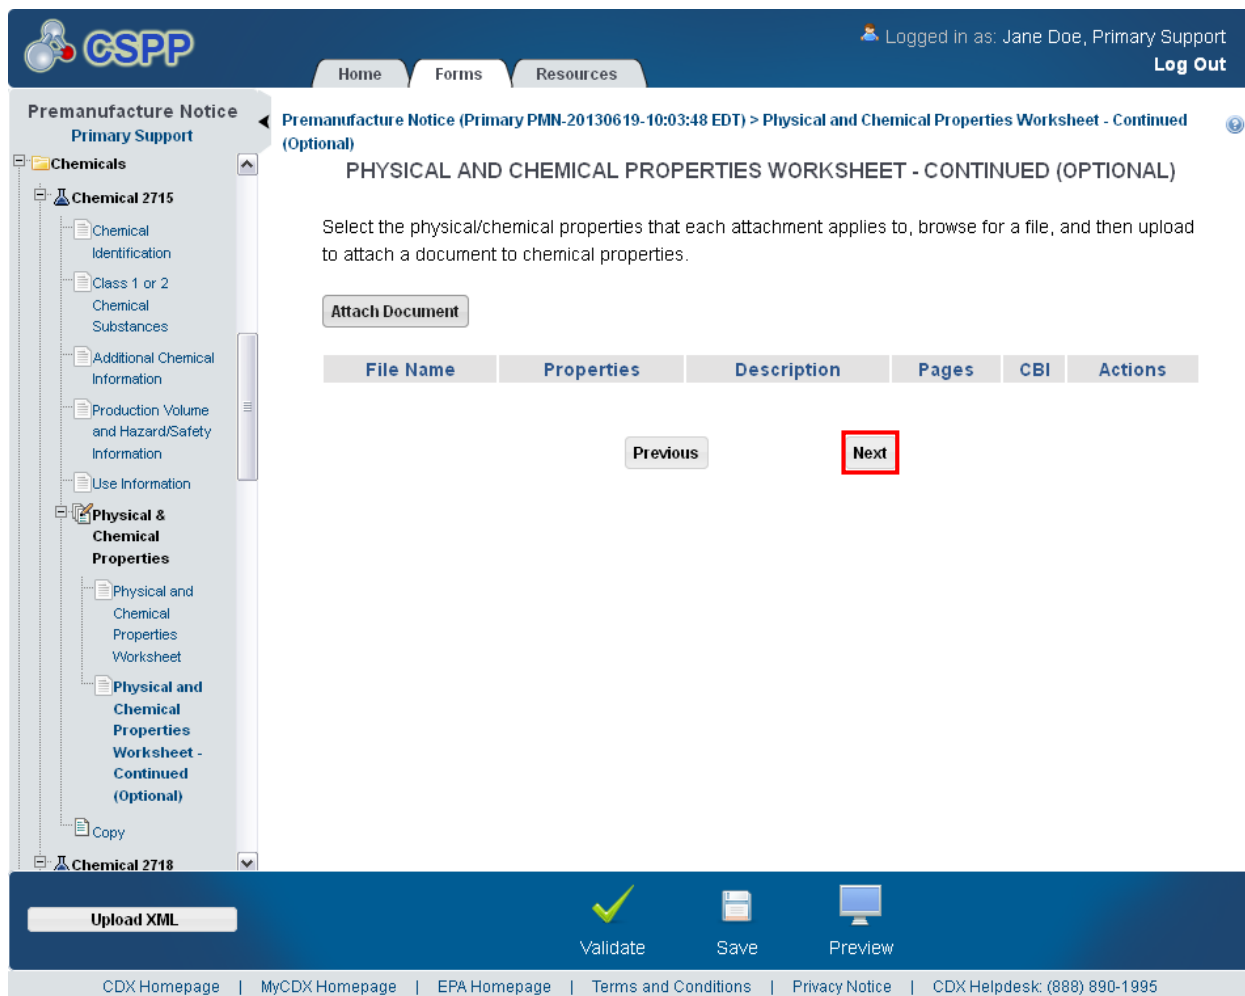 CSPP
Logged in as: Jane Doe, Primary Support
Log Out
Home
Forms
Resources
Premanufacture Notice
Primary Support
Chemicals
Chemical 2715
Chemical
Identification
Class 1 or 2
Chemical
Substances
Additional Chemical
Information
Production Volume
and Hazard/Safety
Information
Use Information
Physical &
Chemical
Properties
Physical and
Chemical
Properties
Worksheet
Physical and
Chemical
Properties
Worksheet -
Continued
(Optional)
Copy
Chemical 2718
Premanufacture Notice (Primary PMN-20130619-10:03:48 EDT) > Physical and Chemical Properties Worksheet - Continued
(Optional)
PHYSICAL AND CHEMICAL PROPERTIES WORKSHEET - CONTINUED (OPTIONAL)
Select the physical/chemical properties that each attachment applies to, browse for a file, and then upload
to attach a document to chemical properties.
Attach Document
File Name Properties Description Pages CBI Actions
Previous Next
Upload XML
Validate Save Preview
CDX Homepage | MyCDX Homepage | EPA Homepage | Terms and Conditions | Privacy Notice | CDX Helpdesk: (888) 890-1995